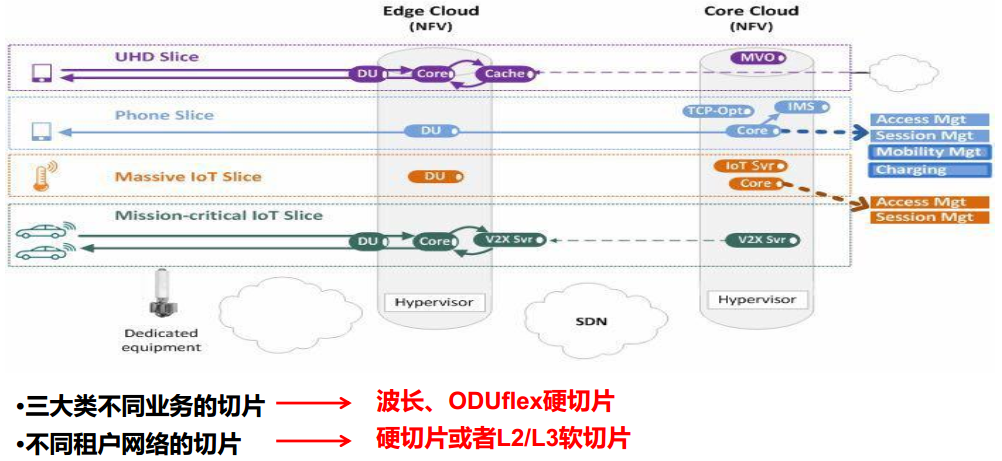 Edge Cloud
(NFV)
Core Cloud
(NFV)
UHD Slice
DU
Core
Cache
MVO
Phone Slice
DU
TCP-Opt
IMS
Core
Access Mgt
Session Mgt
Mobility Mgt
Charging
Massive IoT Slice
DU
IoT Svr
Core
Access Mgt
Session Mgt
Mission-critical IoT Slice
DU
Core
V2X Svr
V2X Svr
Hypervisor
Hypervisor
SDN
Dedicated
equipment
•三大类不同业务的切片
波长、ODUflex硬切片
•不同租户网络的切片
硬切片或者L2/L3软切片